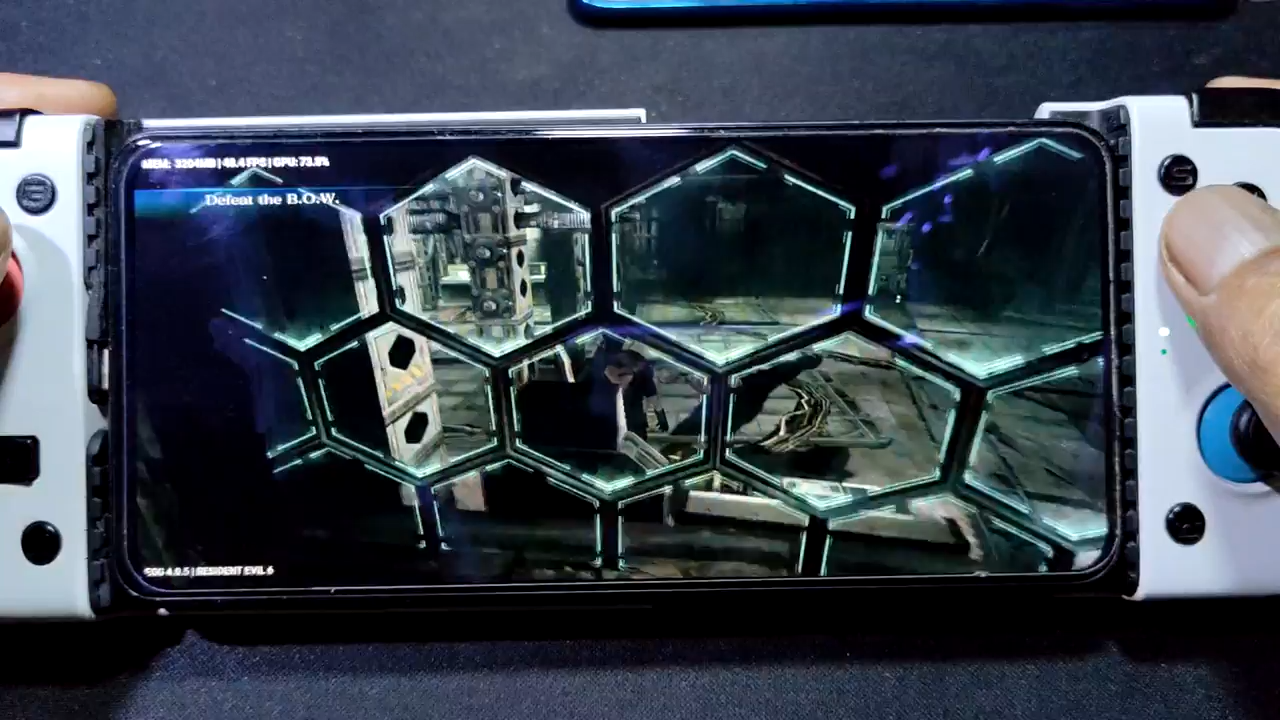 MEM: 3204MB | 48.4 FPS | GPU: 73.8%
Defeat the B.O.W.
EGG 4.0.5 | RESIDENT EVIL 6
S